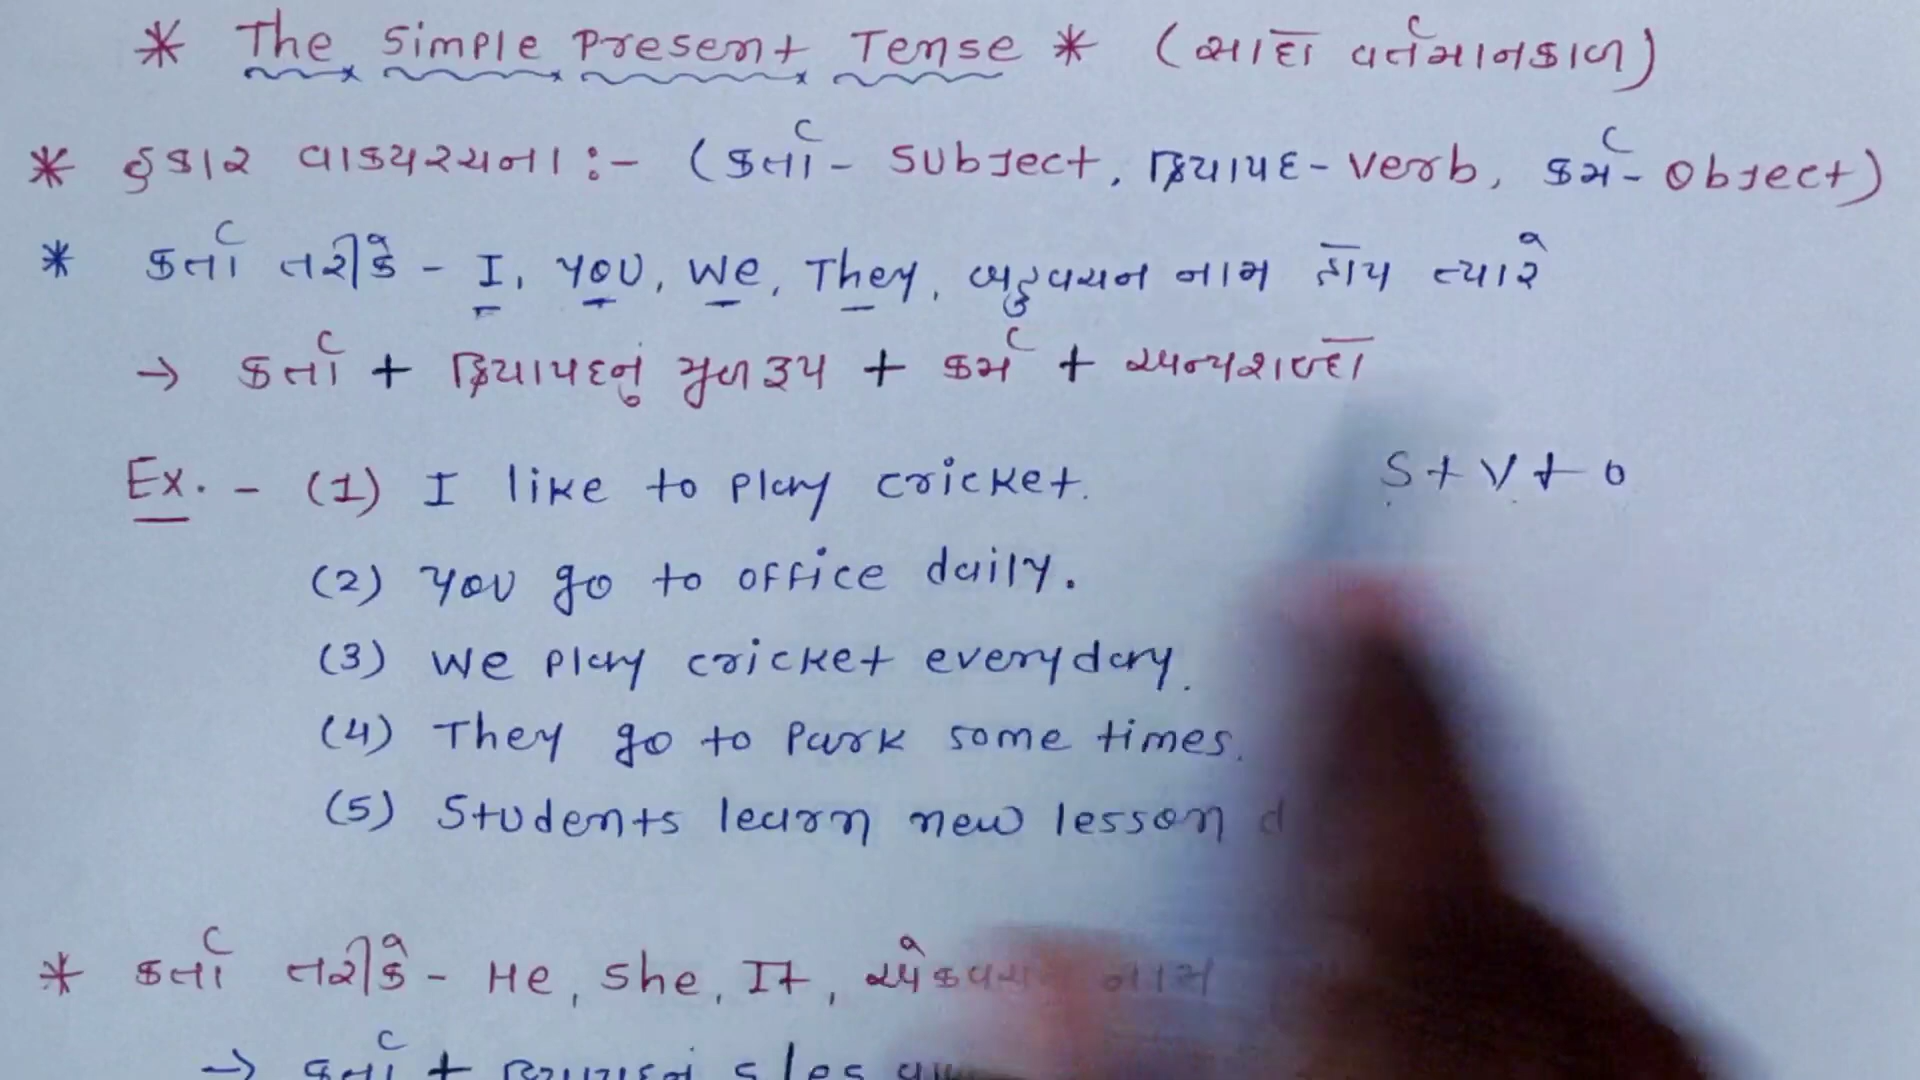 * The Simple Present Tense * (સાદો વર્તમાનકાળ)
* હકાર વાક્યરચના :- (કર્તા - Subject, ક્રિયાપદ - Verb, કર્મ - Object)
* કર્તા તરીકે - I, You, We, They, બહુવચન નામ હોય ત્યારે
→ કર્તા + ક્રિયાપદનું મુળરૂપ + કર્મ + અન્યશબ્દો
Ex. - (1) I like to play cricket.
S + V + O
(2) You go to office daily.
(3) We play cricket everyday.
(4) They go to park some times.
(5) Students learn new lesson
* કર્તા તરીકે - He, She, It, એકવચન નામ
→ કર્તા +